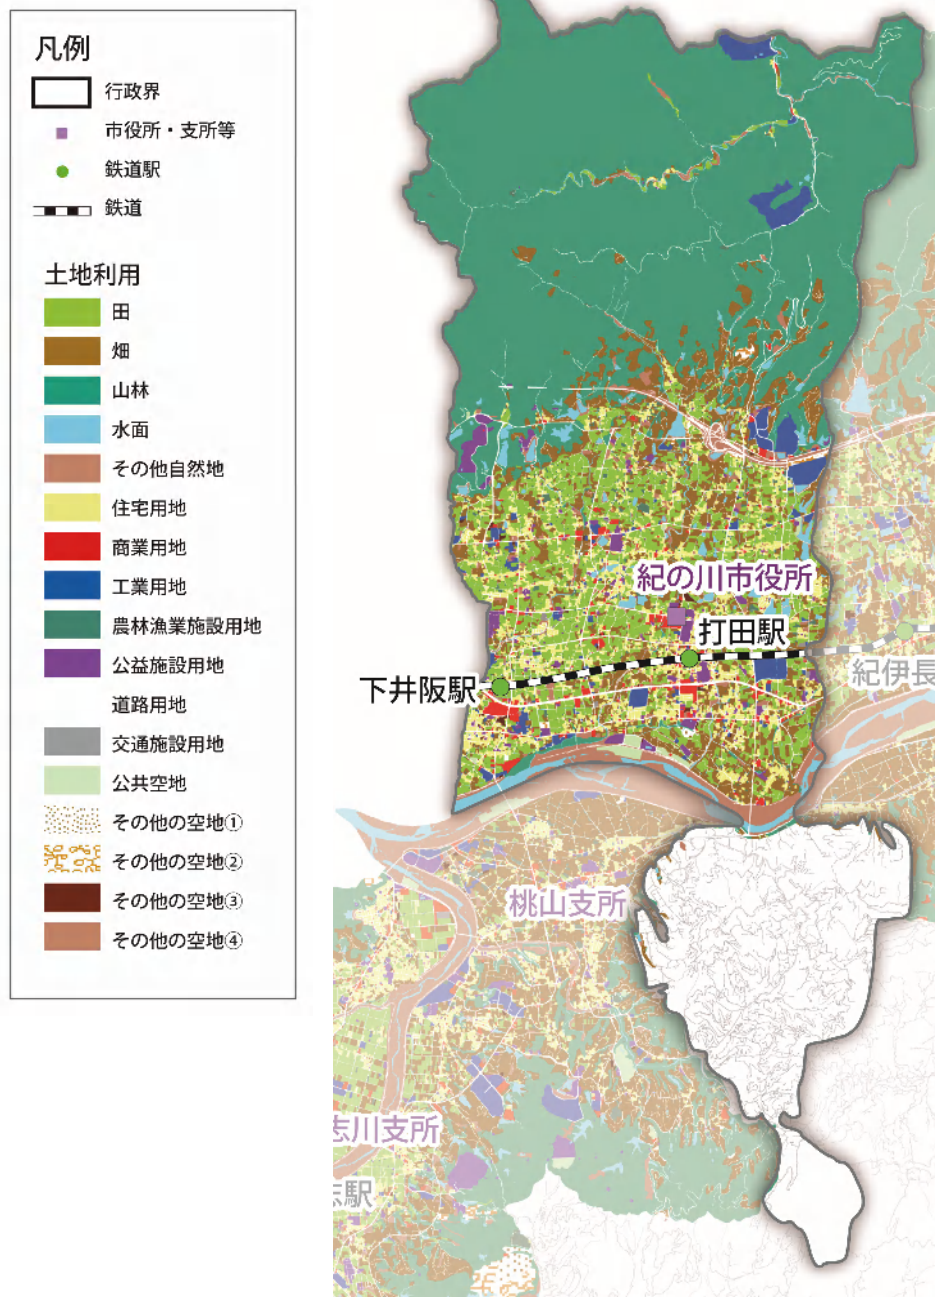 凡例
行政界
市役所・支所等
鉄道駅
鉄道
土地利用
田
畑
山林
水面
その他自然地
住宅用地
商業用地
工業用地
農林漁業施設用地
公益施設用地
道路用地
交通施設用地
公共空地
その他の空地①
その他の空地②
その他の空地③
その他の空地④
紀の川市役所
打田駅
下井阪駅
紀伊長
桃山支所
志川支所
志駅